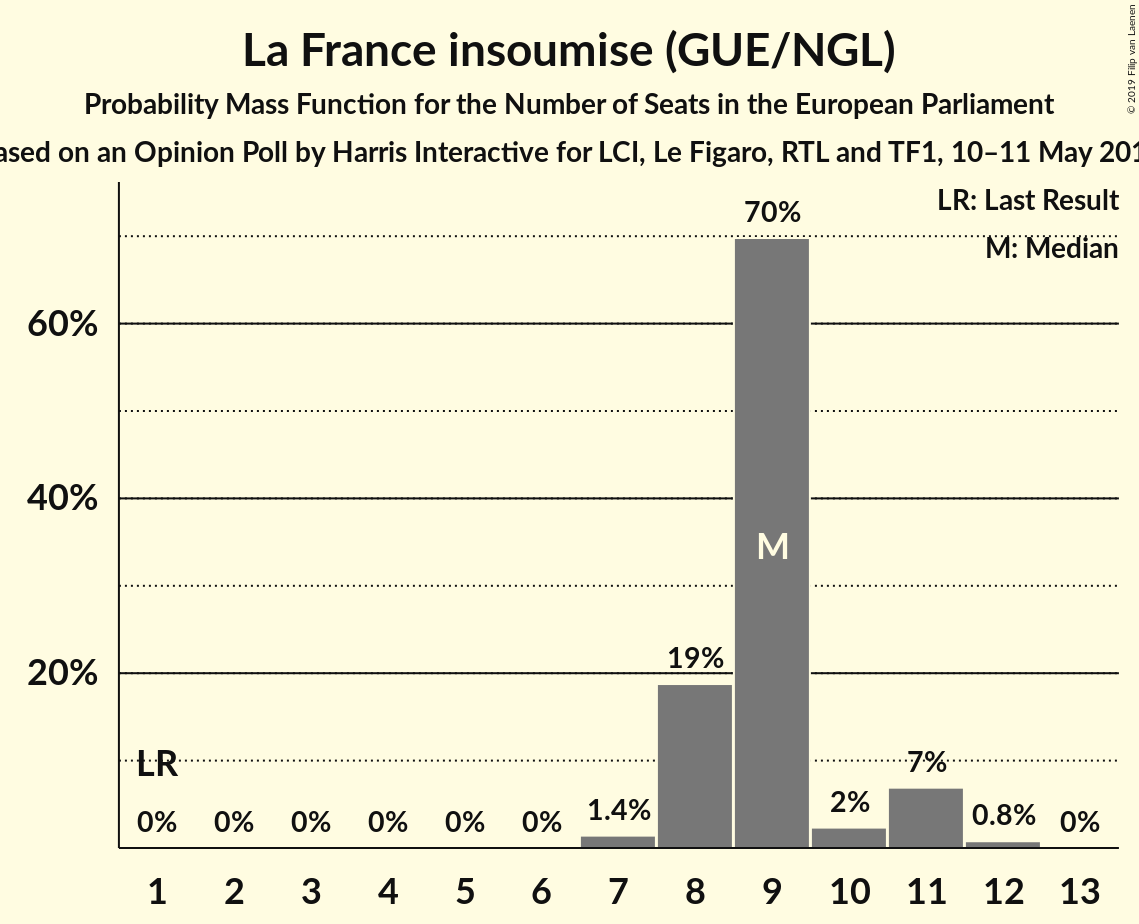 La France insoumise (GUE/NGL)
Probability Mass Function for the Number of Seats in the European Parliament
on an Opinion Poll by Harris Interactive for LCI, Le Figaro, RTL and TF1, 10–11 May
© 2019 Filip van Laenen
LR: Last Result
M: Median
70%
60%
40%
M
20%
19%
LR
7%
0% 0% 0% 0% 0% 0% 1.4% 2% 0.8% 0%
1 2 3 4 5 6 7 8 9 10 11 12 13